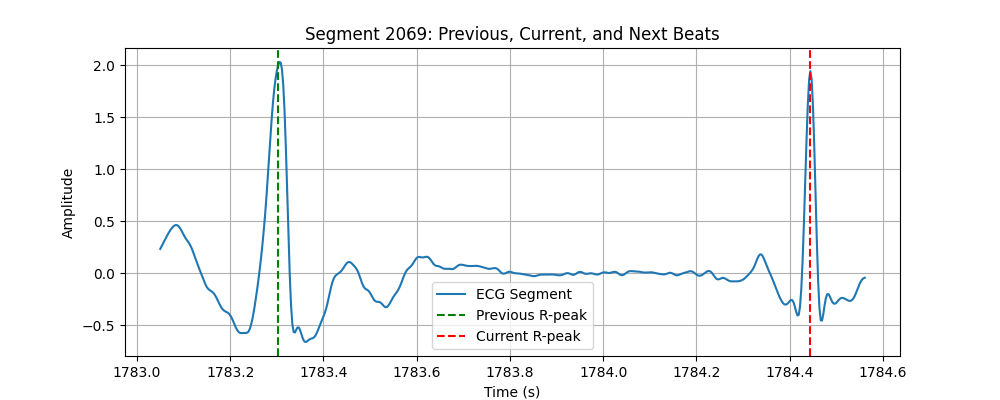 Segment 2069: Previous, Current, and Next Beats
2.0
1.5
1.0
0.5
0.0
−0.5
Amplitude
ECG Segment
Previous R-peak
Current R-peak
1783.0 1783.2 1783.4 1783.6 1783.8 1784.0 1784.2 1784.4 1784.6
Time (s)